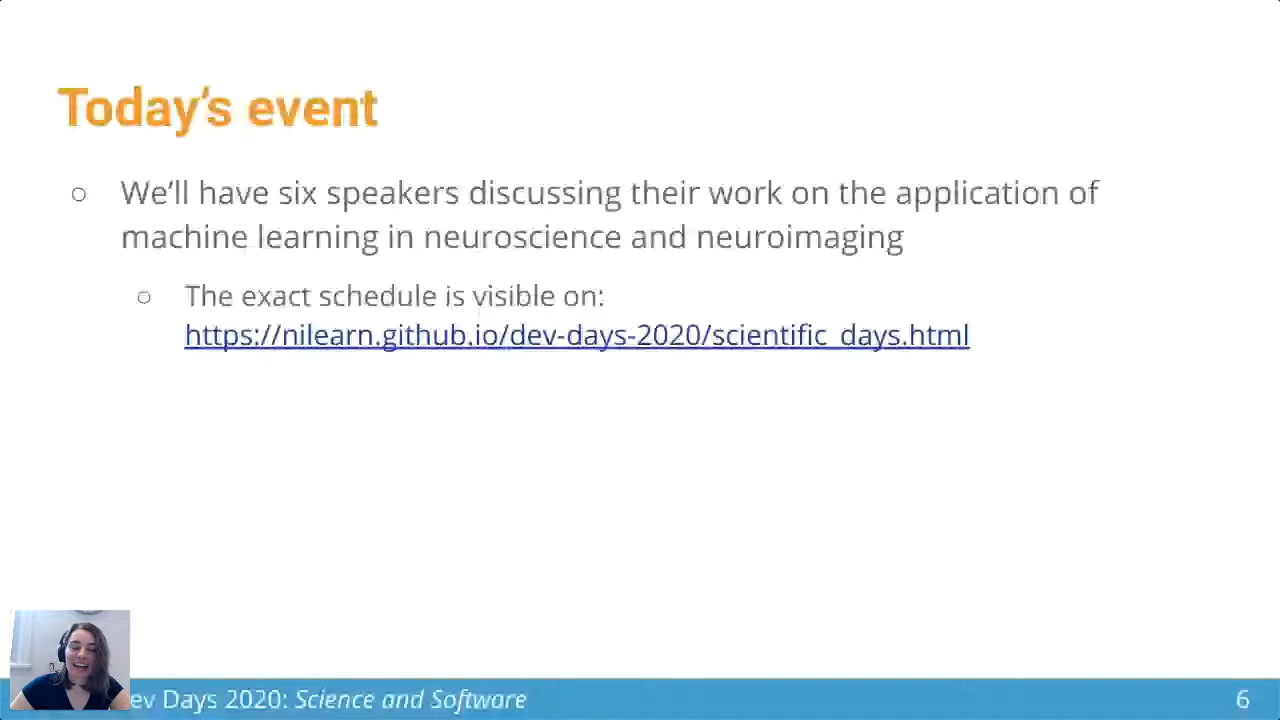 Today's event
○ We'll have six speakers discussing their work on the application of
machine learning in neuroscience and neuroimaging
○ The exact schedule is visible on:
https://nilearn.github.io/dev-days-2020/scientific_days.html
Days 2020: Science and Software
6